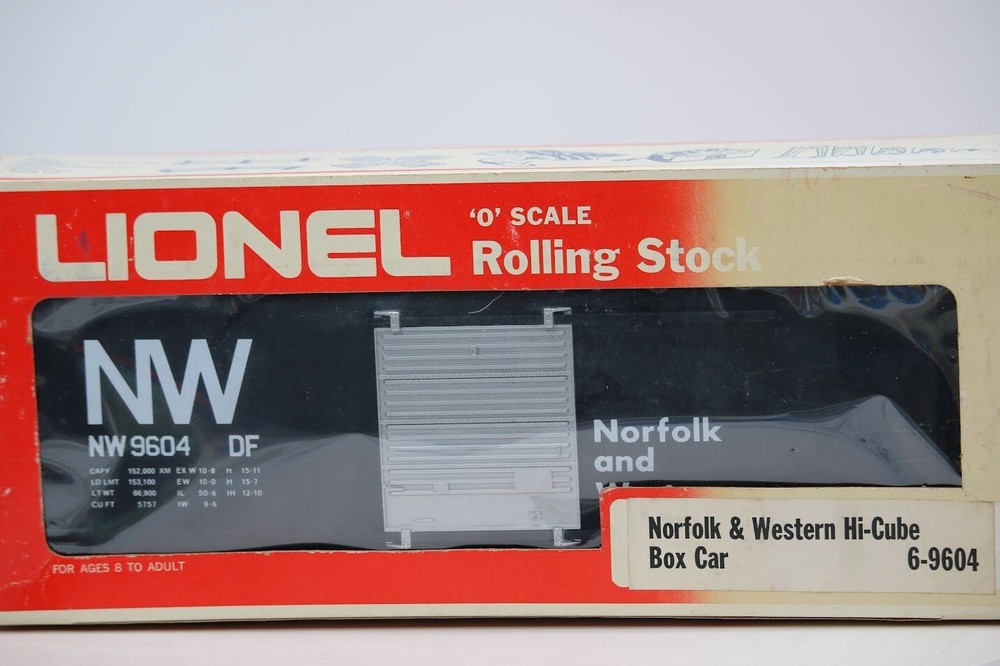 LIONEL®
'O' SCALE
Rolling Stock
NW
NW 9604 DF
CAPY 152,000 XM EX W 10-8 H 15-11
LD LMT 153,100 EW 10-0 H 15-7
LT WT 66,900 IL 50-6 IH 12-10
CU FT 5757 IW 9-6
Norfolk
and
Norfolk & Western Hi-Cube
Box Car 6-9604
FOR AGES 8 TO ADULT